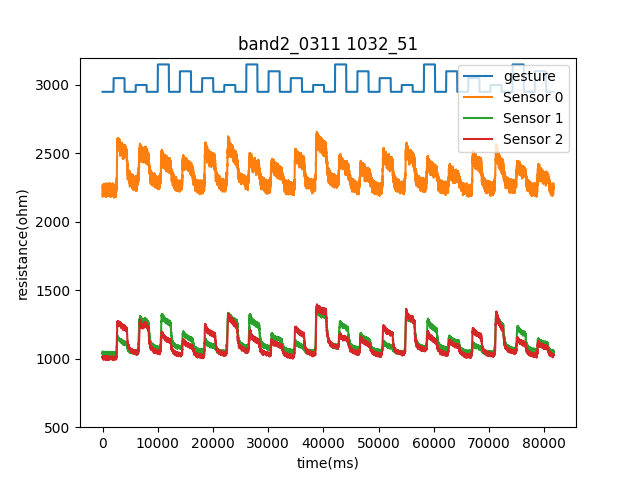 band2_0311 1032_51
gesture
Sensor 0
Sensor 1
Sensor 2
3000
2500
2000
1500
1000
500
resistance(ohm)
0
10000
20000
30000
40000
50000
60000
70000
80000
time(ms)